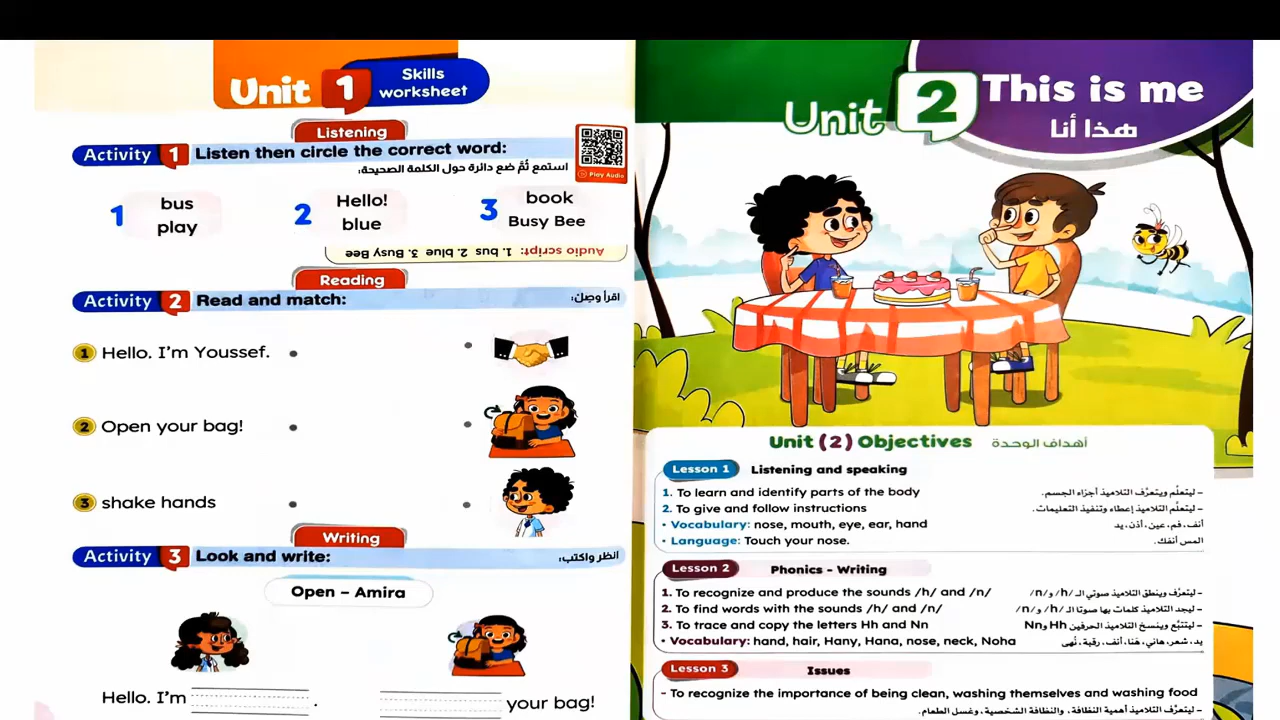 Unit 1
Skills
worksheet
Listening
Activity 1 Listen then circle the correct word:
استمع ثُمَّ ضع دائرة حول الكلمة الصحيحة:
Play Audio
1 bus
play
2 Hello!
blue
3 book
Busy Bee
Audio script: 1. bus 2. blue 3. Busy Bee
Reading
Activity 2 Read and match:
اقرأ وصِل:
1 Hello. I'm Youssef.
2 Open your bag!
3 shake hands
Writing
Activity 3 Look and write:
انظر واكتب:
Open – Amira
Hello. I'm .
your bag!
Unit 2
This is me
هذا أنا
Unit (2) Objectives أهداف الوحدة
Lesson 1 Listening and speaking
1. To learn and identify parts of the body
- ليتعلَّم ويتعرَّف التلاميذ أجزاء الجسم.
2. To give and follow instructions
- ليتعلَّم التلاميذ إعطاء وتنفيذ التعليمات.
• Vocabulary: nose, mouth, eye, ear, hand
أنف، فم، عين، أذن، يد
• Language: Touch your nose.
المس أنفك.
Lesson 2 Phonics - Writing
1. To recognize and produce the sounds /h/ and /n/
- ليتعرَّف وينطق التلاميذ صوتي الـ /h/ و/n/
2. To find words with the sounds /h/ and /n/
- ليجد التلاميذ كلمات بها صوتا الـ /h/ و/n/
3. To trace and copy the letters Hh and Nn
- ليتتبَّع وينسخ التلاميذ الحرفين Hh وNn
• Vocabulary: hand, hair, Hany, Hana, nose, neck, Noha
يد، شعر، هاني، هَنا، أنف، رقبة، نُهى
Lesson 3 Issues
- To recognize the importance of being clean, washing themselves and washing food
- ليتعرَّف التلاميذ أهمية النظافة، والنظافة الشخصية، وغسل الطعام.